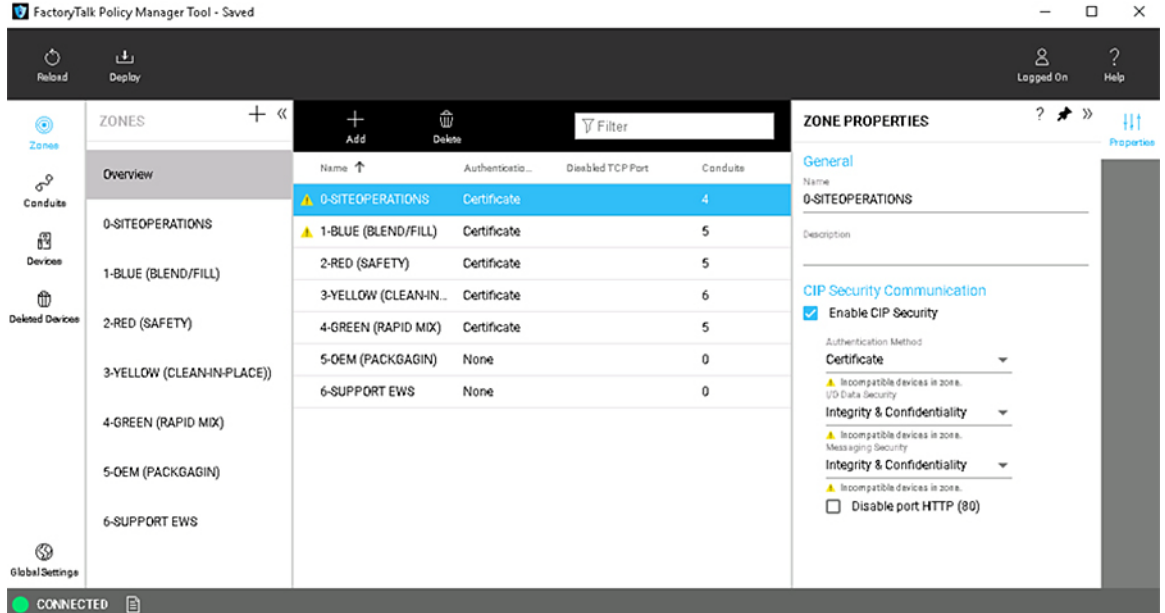 FactoryTalk Policy Manager Tool - Saved
Reload
Deploy
Logged On
Help
Zones
Conduits
Devices
Deleted Devices
Global Settings
ZONES
Overview
0-SITEOPERATIONS
1-BLUE (BLEND/FILL)
2-RED (SAFETY)
3-YELLOW (CLEAN-IN-PLACE))
4-GREEN (RAPID MIX)
5-OEM (PACKGAGIN)
6-SUPPORT EWS
Add
Delete
Filter
Name Authenticatio... Disabled TCP Port Conduits
0-SITEOPERATIONS Certificate 4
1-BLUE (BLEND/FILL) Certificate 5
2-RED (SAFETY) Certificate 5
3-YELLOW (CLEAN-IN... Certificate 6
4-GREEN (RAPID MIX) Certificate 5
5-OEM (PACKGAGIN) None 0
6-SUPPORT EWS None 0
ZONE PROPERTIES
?
Properties
General
Name
0-SITEOPERATIONS
Description
CIP Security Communication
Enable CIP Security
Authentication Method
Certificate
Incompatible devices in zone.
I/O Data Security
Integrity & Confidentiality
Incompatible devices in zone.
Messaging Security
Integrity & Confidentiality
Incompatible devices in zone.
Disable port HTTP (80)
CONNECTED